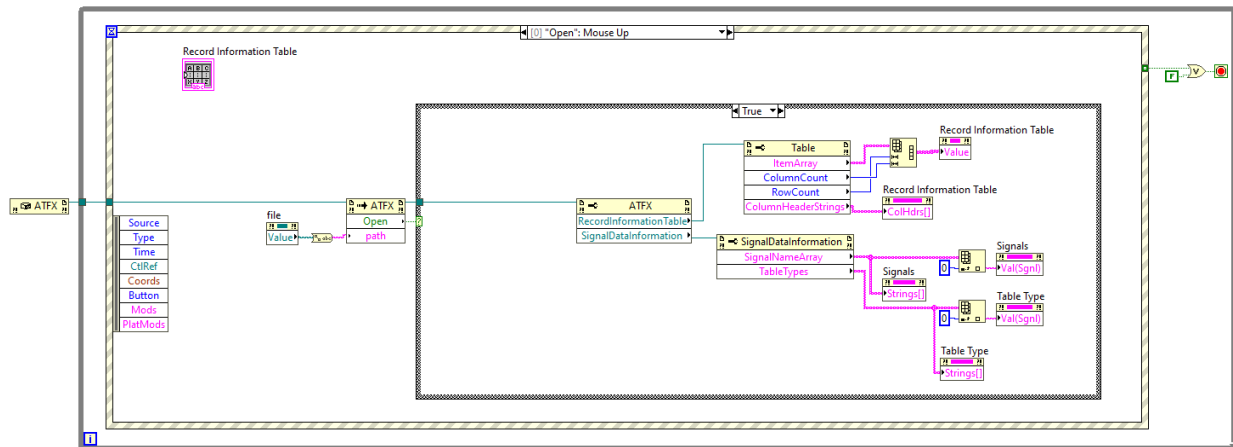 [0] "Open": Mouse Up
Record Information Table
True
Table
ItemArray
ColumnCount
RowCount
ColumnHeaderStrings
Record Information Table
Value
Record Information Table
ColHdrs[]
ATFX
Source
Type
Time
CtlRef
Coords
Button
Mods
PlatMods
file
Value
ATFX
Open
path
ATFX
RecordInformationTable
SignalDataInformation
SignalDataInformation
SignalNameArray
TableTypes
Signals
Strings[]
0
Signals
Val(Sgnl)
0
Table Type
Val(Sgnl)
Table Type
Strings[]
i